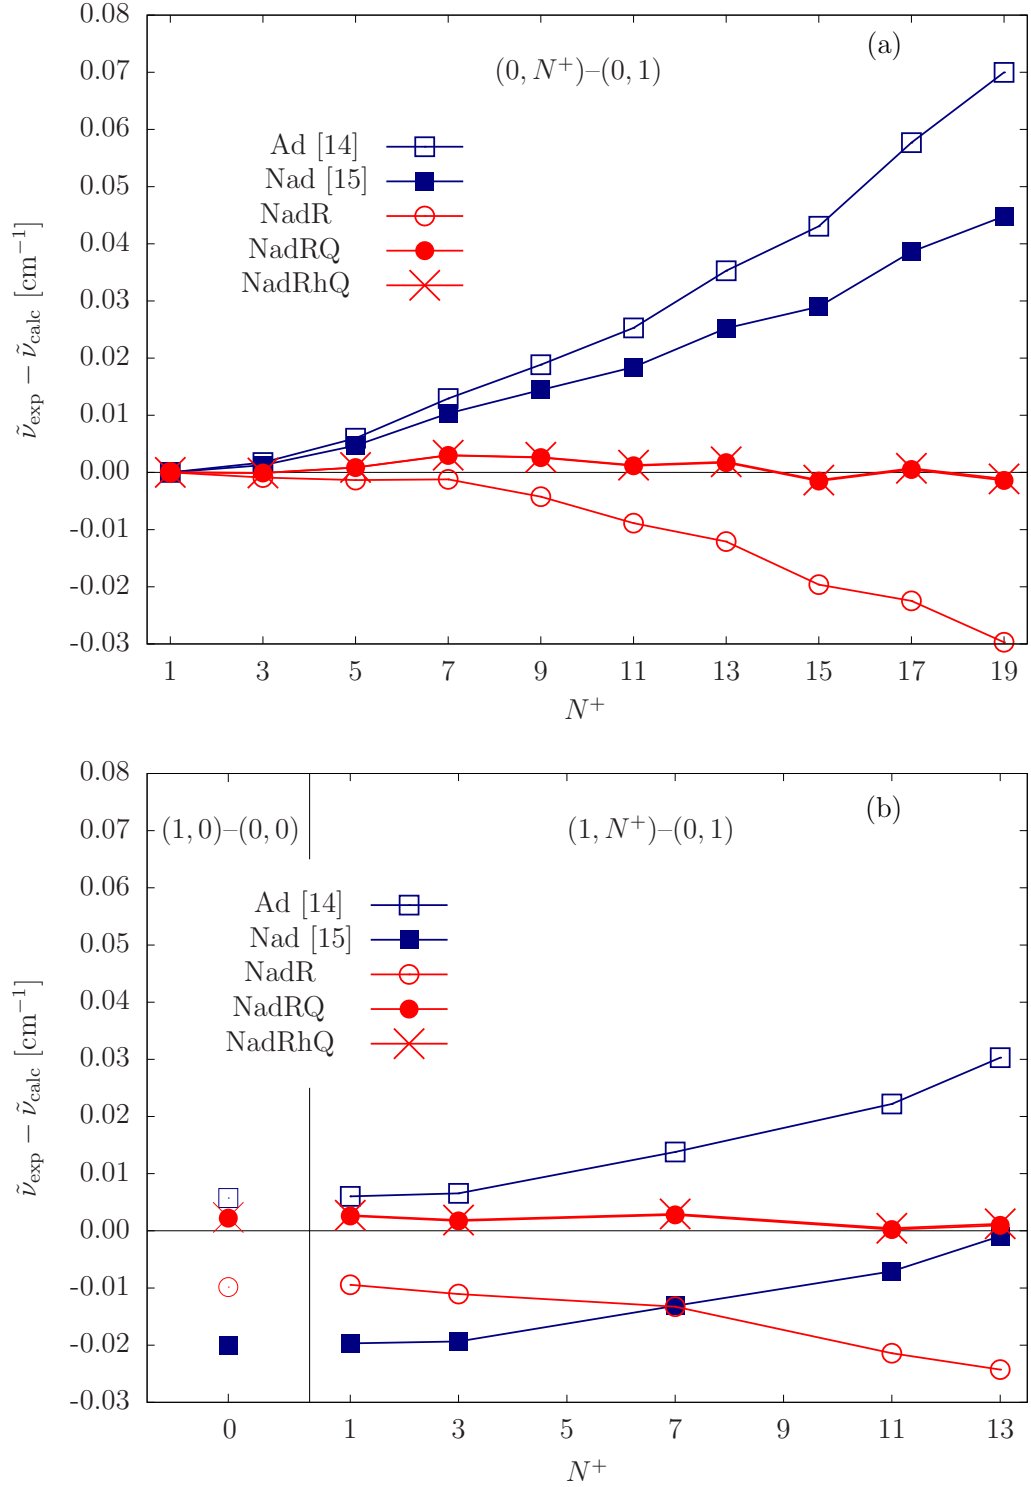 0.08
(a)
(0, N⁺)–(0, 1)
0.07
0.06
Ad [14]
0.05
Nad [15]
NadR
0.04
NadRQ
NadRhQ
0.03
0.02
0.01
0.00
-0.01
-0.02
-0.03
ν̃exp − ν̃calc [cm⁻¹]
1 3 5 7 9 11 13 15 17 19
N⁺
0.08
(b)
(1, 0)–(0, 0) (1, N⁺)–(0, 1)
0.07
0.06
Ad [14]
0.05
Nad [15]
NadR
0.04
NadRQ
NadRhQ
0.03
0.02
0.01
0.00
-0.01
-0.02
-0.03
ν̃exp − ν̃calc [cm⁻¹]
0 1 3 5 7 9 11 13
N⁺